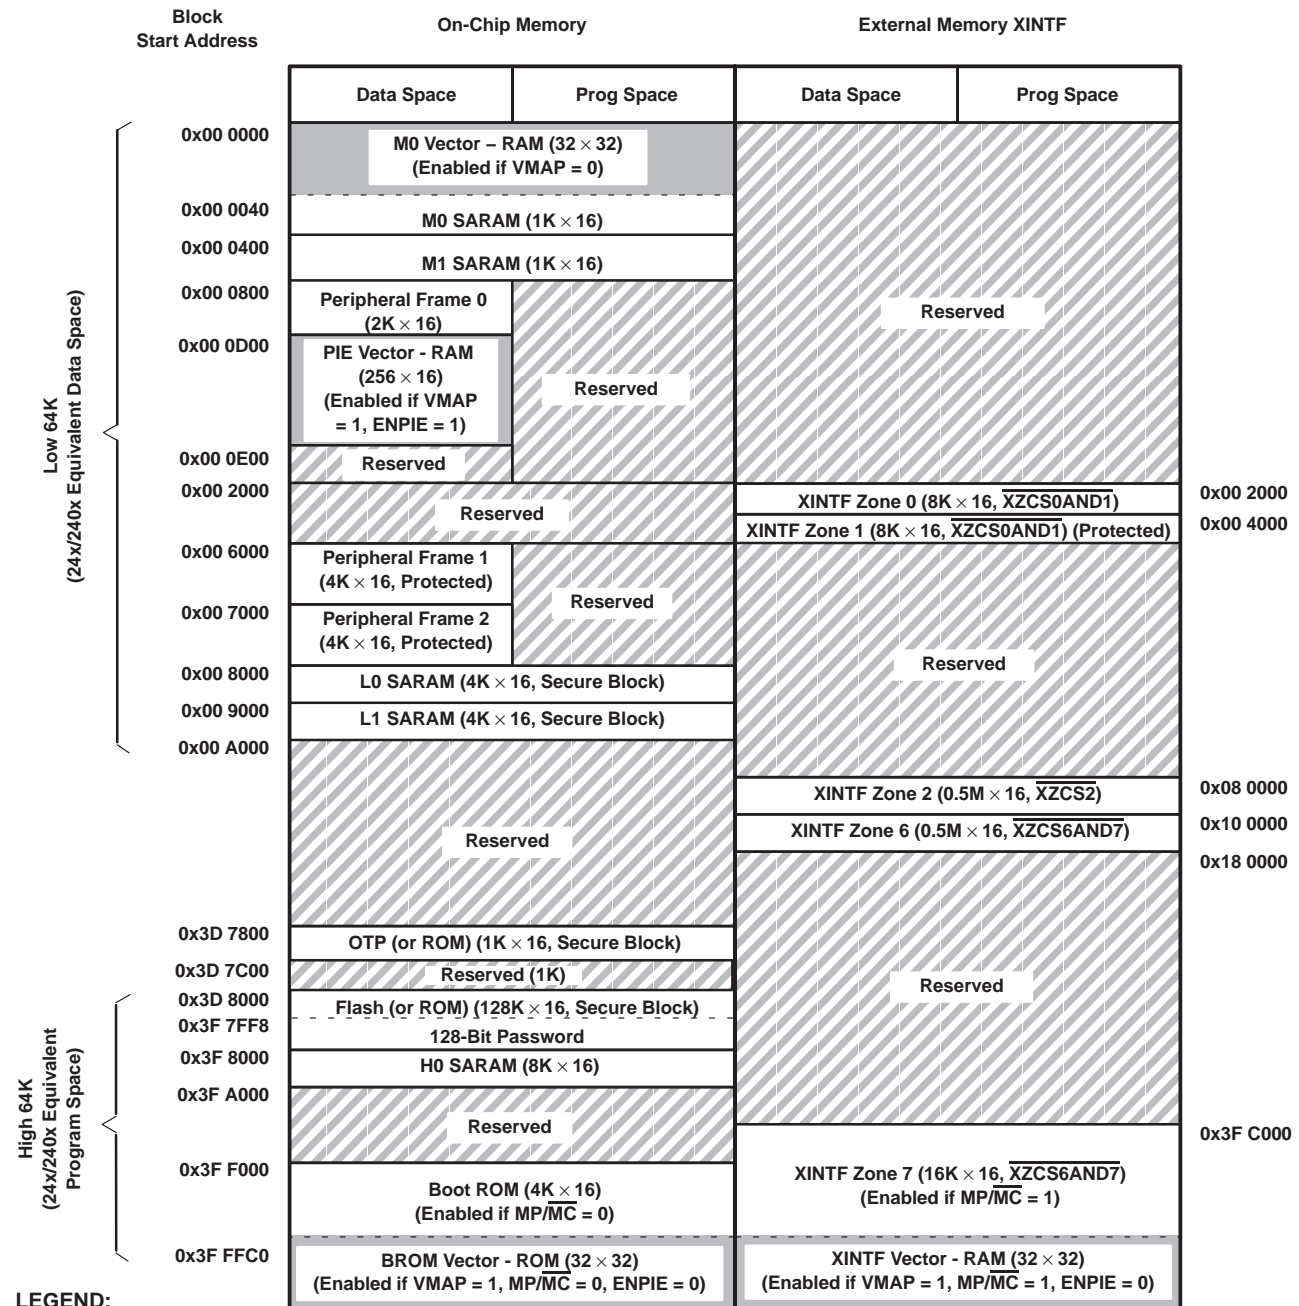 Block
Start Address
On-Chip Memory
External Memory XINTF
Data Space
Prog Space
Data Space
Prog Space
Low 64K
(24x/240x Equivalent Data Space)
0x00 0000
M0 Vector – RAM (32 × 32)
(Enabled if VMAP = 0)
0x00 0040
M0 SARAM (1K × 16)
0x00 0400
M1 SARAM (1K × 16)
0x00 0800
Peripheral Frame 0
(2K × 16)
0x00 0D00
PIE Vector - RAM
(256 × 16)
(Enabled if VMAP
= 1, ENPIE = 1)
Reserved
Reserved
0x00 0E00
Reserved
0x00 2000
Reserved
XINTF Zone 0 (8K × 16, XZCS0AND1)
0x00 2000
XINTF Zone 1 (8K × 16, XZCS0AND1) (Protected)
0x00 4000
0x00 6000
Peripheral Frame 1
(4K × 16, Protected)
Reserved
0x00 7000
Peripheral Frame 2
(4K × 16, Protected)
Reserved
0x00 8000
L0 SARAM (4K × 16, Secure Block)
0x00 9000
L1 SARAM (4K × 16, Secure Block)
0x00 A000
Reserved
XINTF Zone 2 (0.5M × 16, XZCS2)
0x08 0000
XINTF Zone 6 (0.5M × 16, XZCS6AND7)
0x10 0000
0x18 0000
High 64K
(24x/240x Equivalent
Program Space)
0x3D 7800
OTP (or ROM) (1K × 16, Secure Block)
0x3D 7C00
Reserved (1K)
Reserved
0x3D 8000
Flash (or ROM) (128K × 16, Secure Block)
0x3F 7FF8
128-Bit Password
0x3F 8000
H0 SARAM (8K × 16)
0x3F A000
Reserved
0x3F C000
0x3F F000
Boot ROM (4K × 16)
(Enabled if MP/MC = 0)
XINTF Zone 7 (16K × 16, XZCS6AND7)
(Enabled if MP/MC = 1)
0x3F FFC0
BROM Vector - ROM (32 × 32)
(Enabled if VMAP = 1, MP/MC = 0, ENPIE = 0)
XINTF Vector - RAM (32 × 32)
(Enabled if VMAP = 1, MP/MC = 1, ENPIE = 0)
LEGEND: